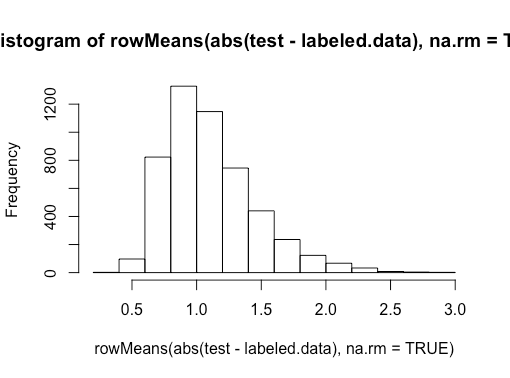 istogram of rowMeans(abs(test - labeled.data), na.rm = T
Frequency
1200
800
400
0
0.5 1.0 1.5 2.0 2.5 3.0
rowMeans(abs(test - labeled.data), na.rm = TRUE)